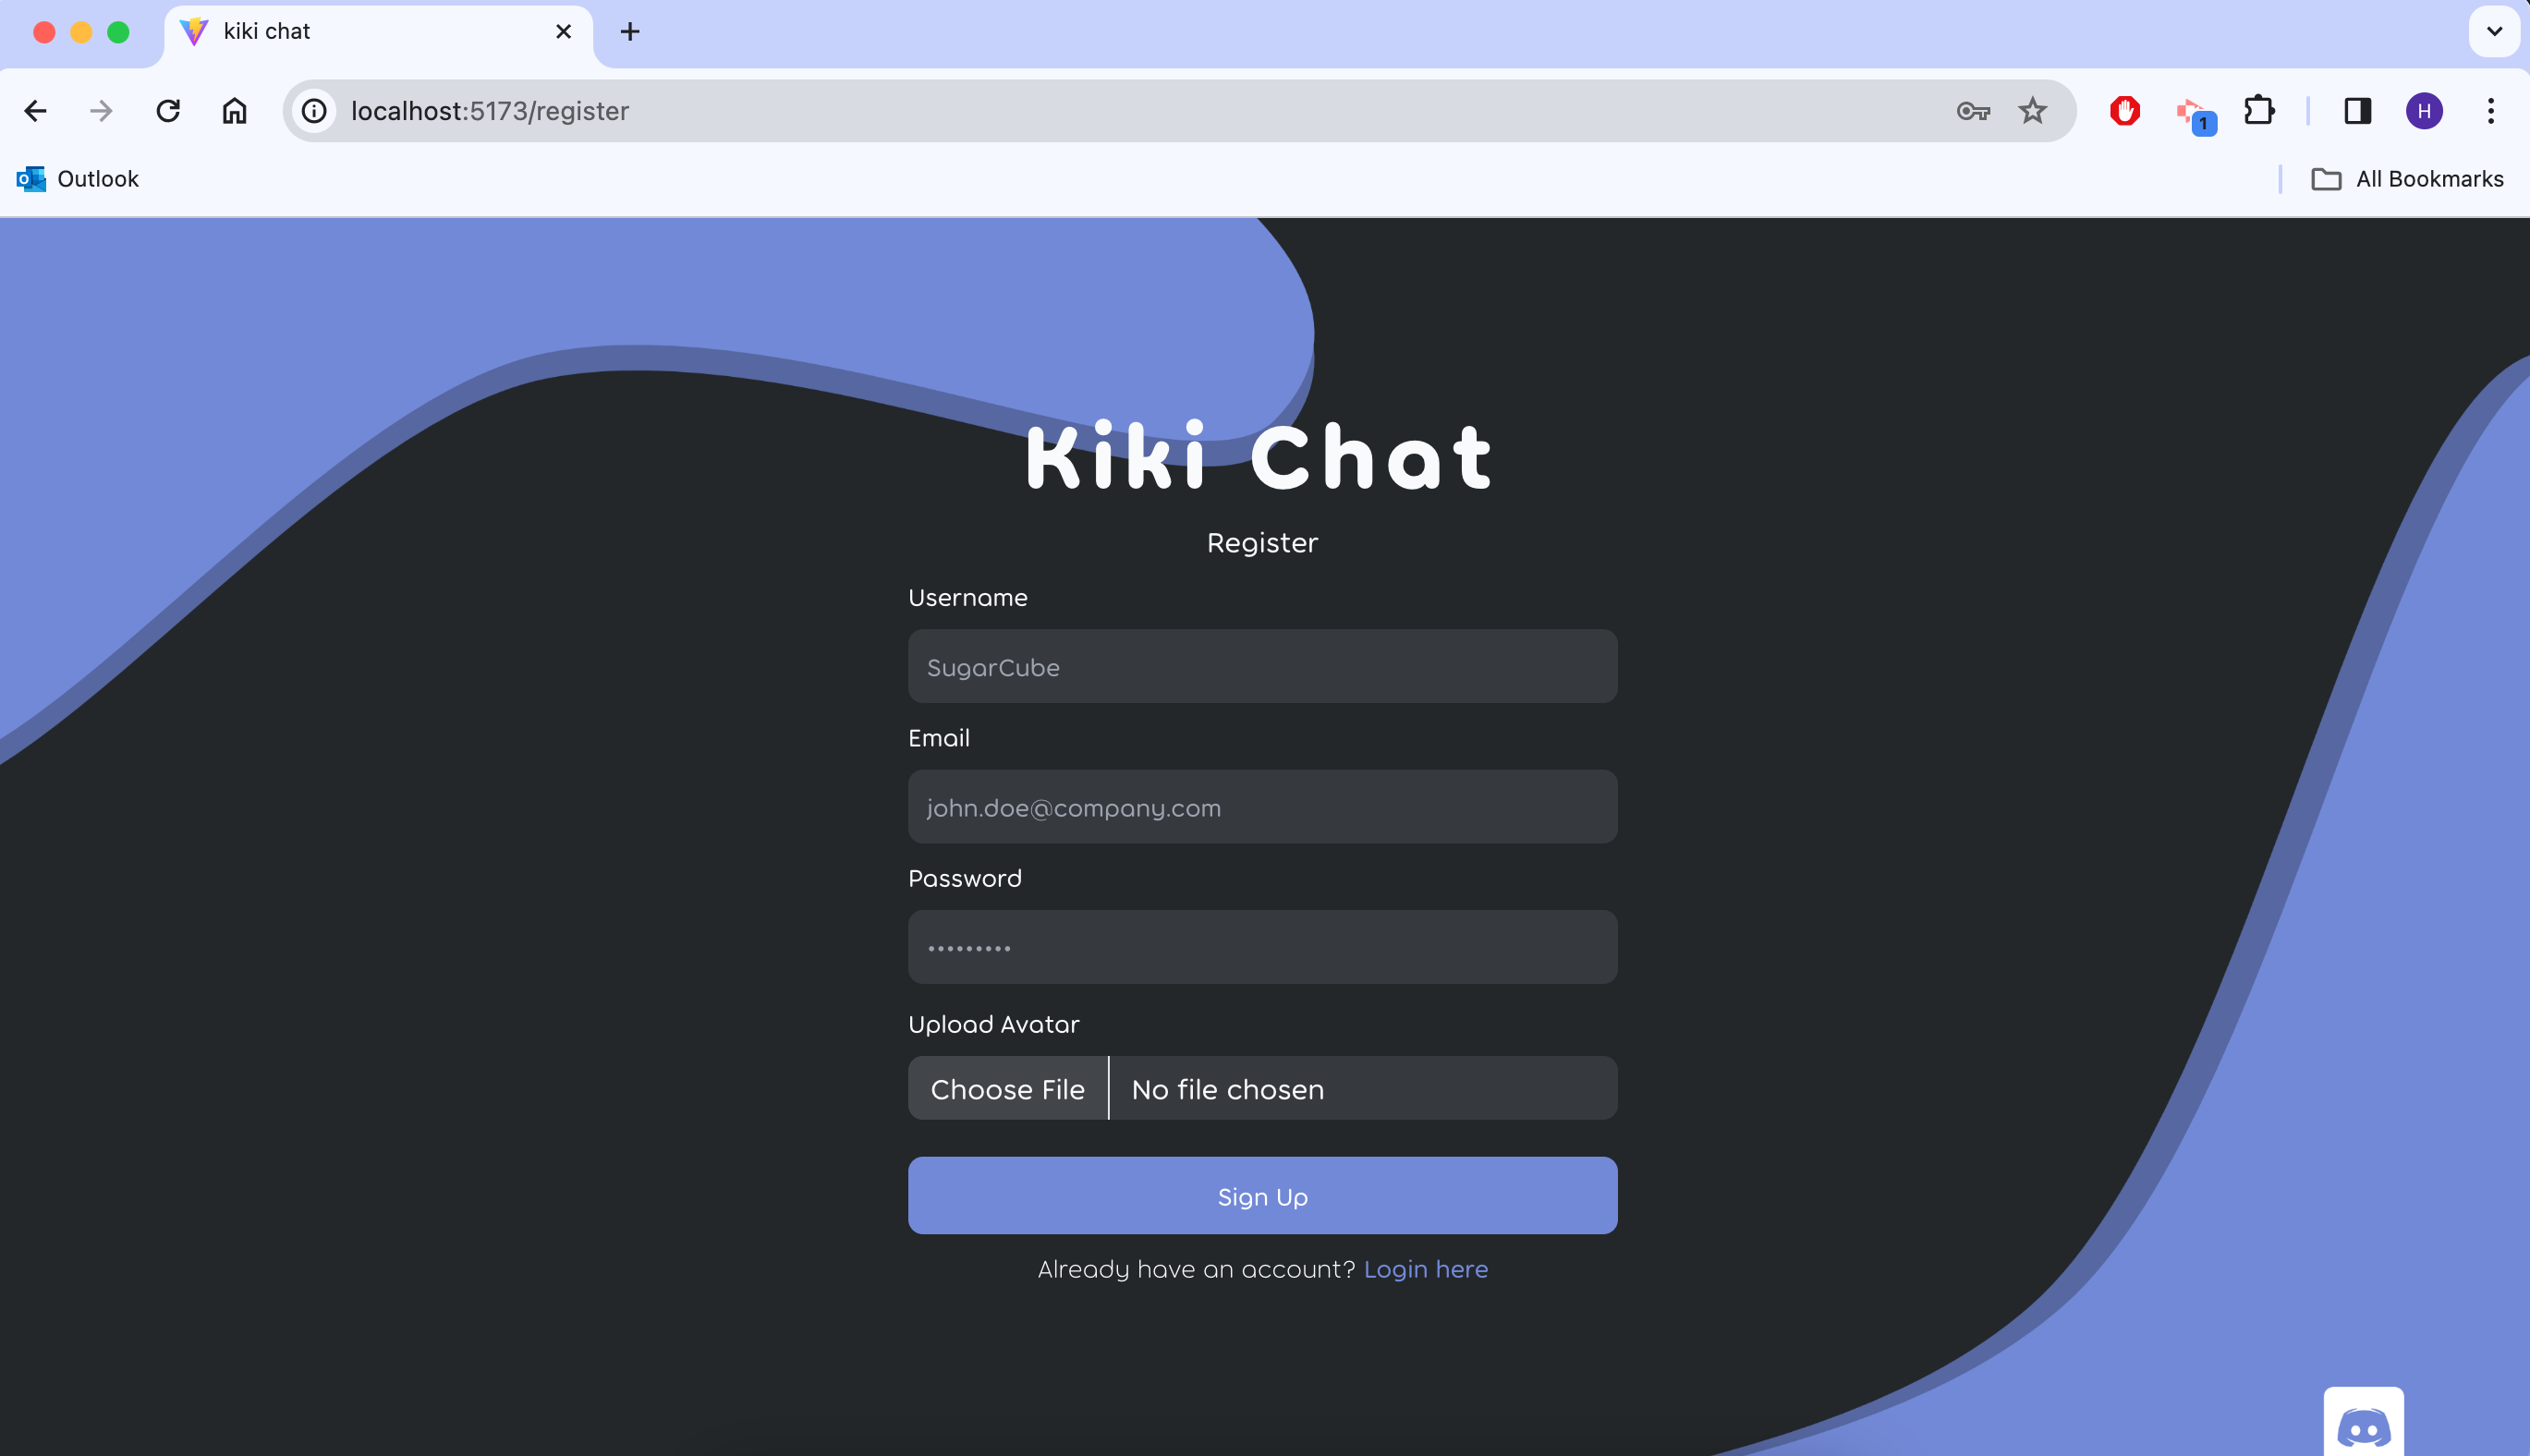 kiki chat
localhost:5173/register
1
H
Outlook
All Bookmarks
Kiki Chat
Register
Username
SugarCube
Email
john.doe@company.com
Password
•••••••••
Upload Avatar
Choose File No file chosen
Sign Up
Already have an account? Login here